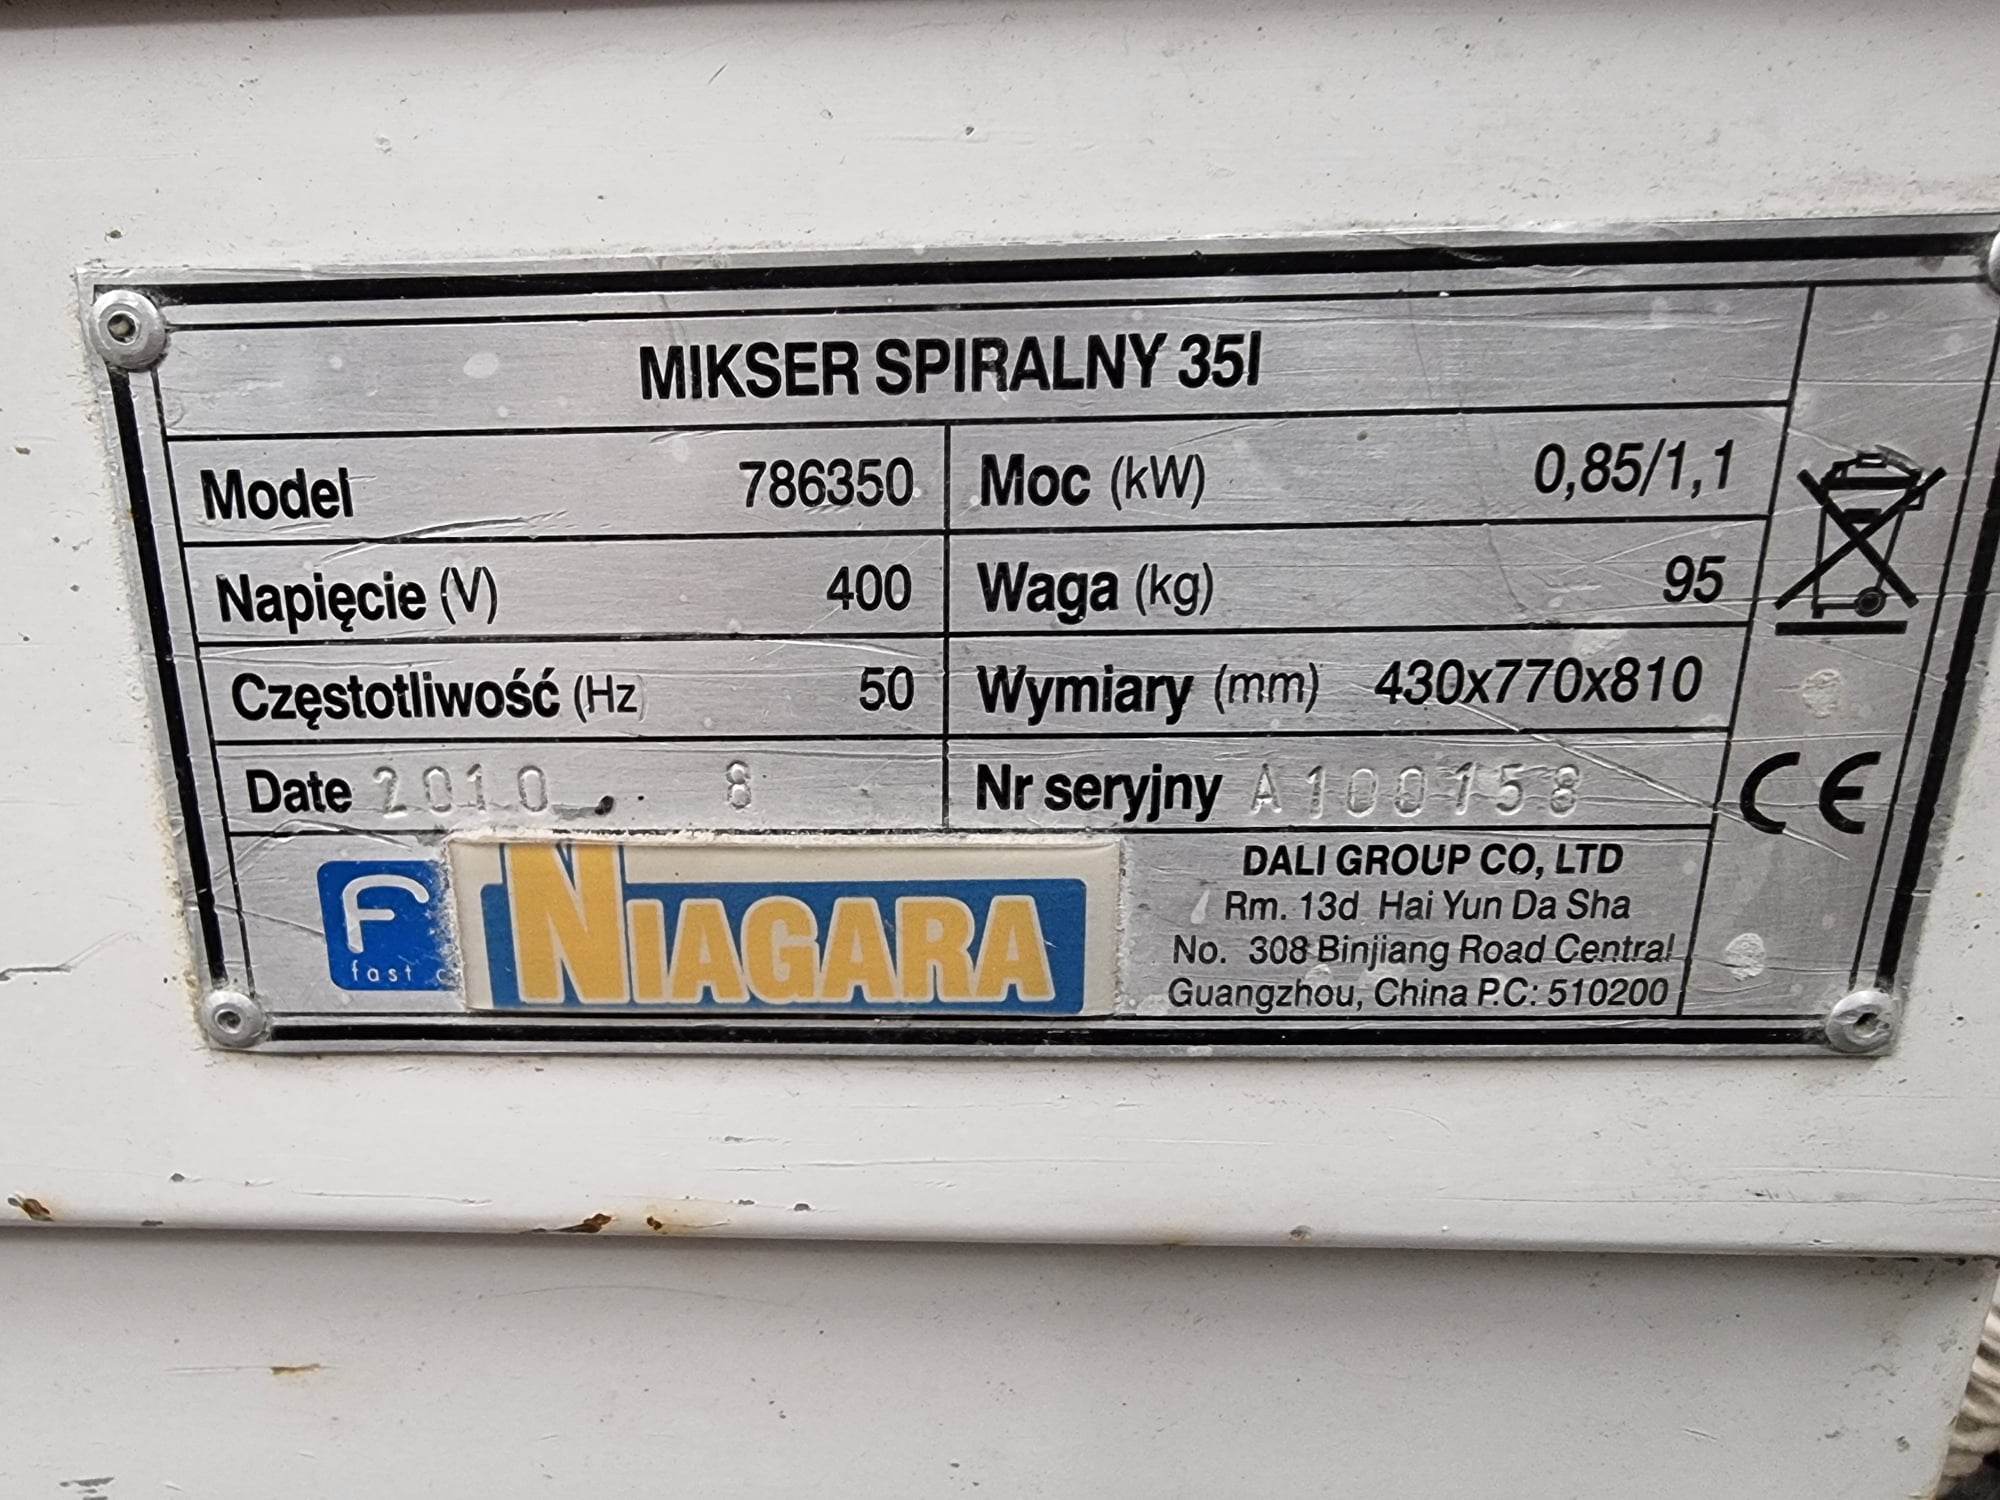 MIKSER SPIRALNY 35l
Model 786350 Moc (kW) 0,85/1,1
Napięcie (V) 400 Waga (kg) 95
Częstotliwość (Hz) 50 Wymiary (mm) 430x770x810
Date 2010. 8 Nr seryjny A100158
CE
fast
NIAGARA
DALI GROUP CO, LTD
Rm. 13d Hai Yun Da Sha
No. 308 Binjiang Road Central
Guangzhou, China P.C: 510200